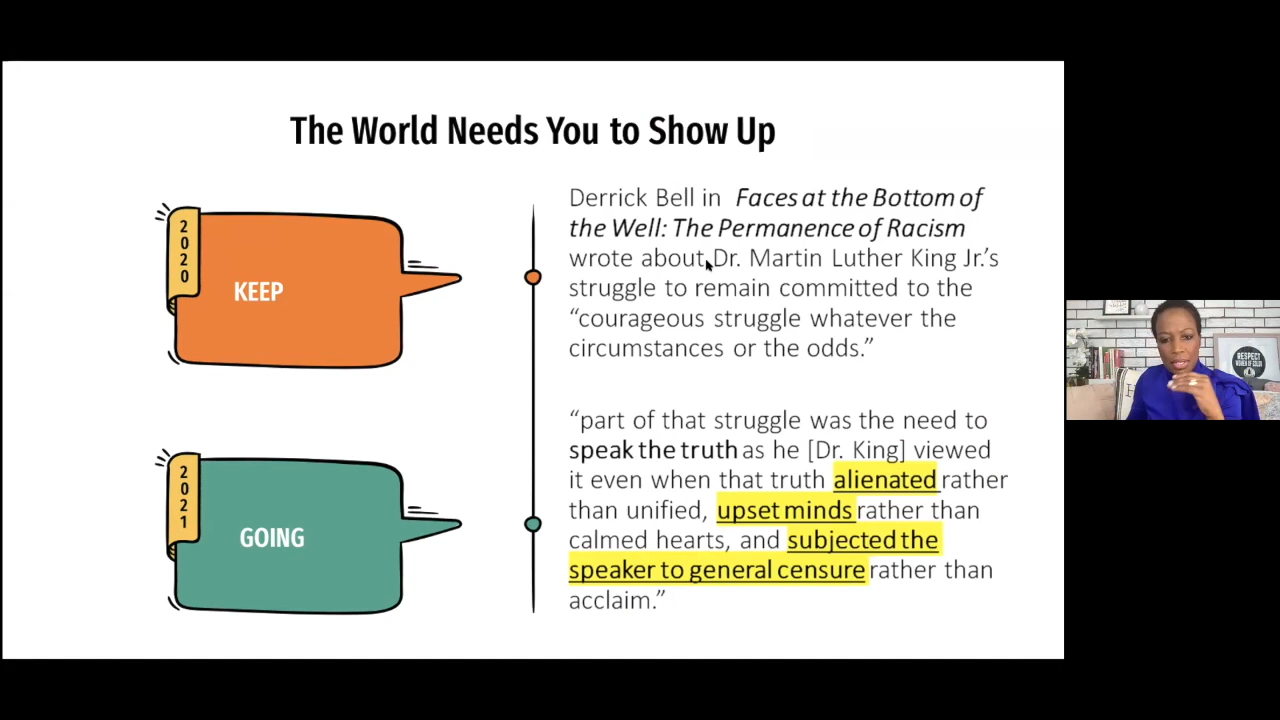 The World Needs You to Show Up
2020
KEEP
2021
GOING
Derrick Bell in Faces at the Bottom of
the Well: The Permanence of Racism
wrote about Dr. Martin Luther King Jr.’s
struggle to remain committed to the
“courageous struggle whatever the
circumstances or the odds.”
“part of that struggle was the need to
speak the truth as he [Dr. King] viewed
it even when that truth alienated rather
than unified, upset minds rather than
calmed hearts, and subjected the
speaker to general censure rather than
acclaim.”
RESPECT
WOMEN OF COLOR